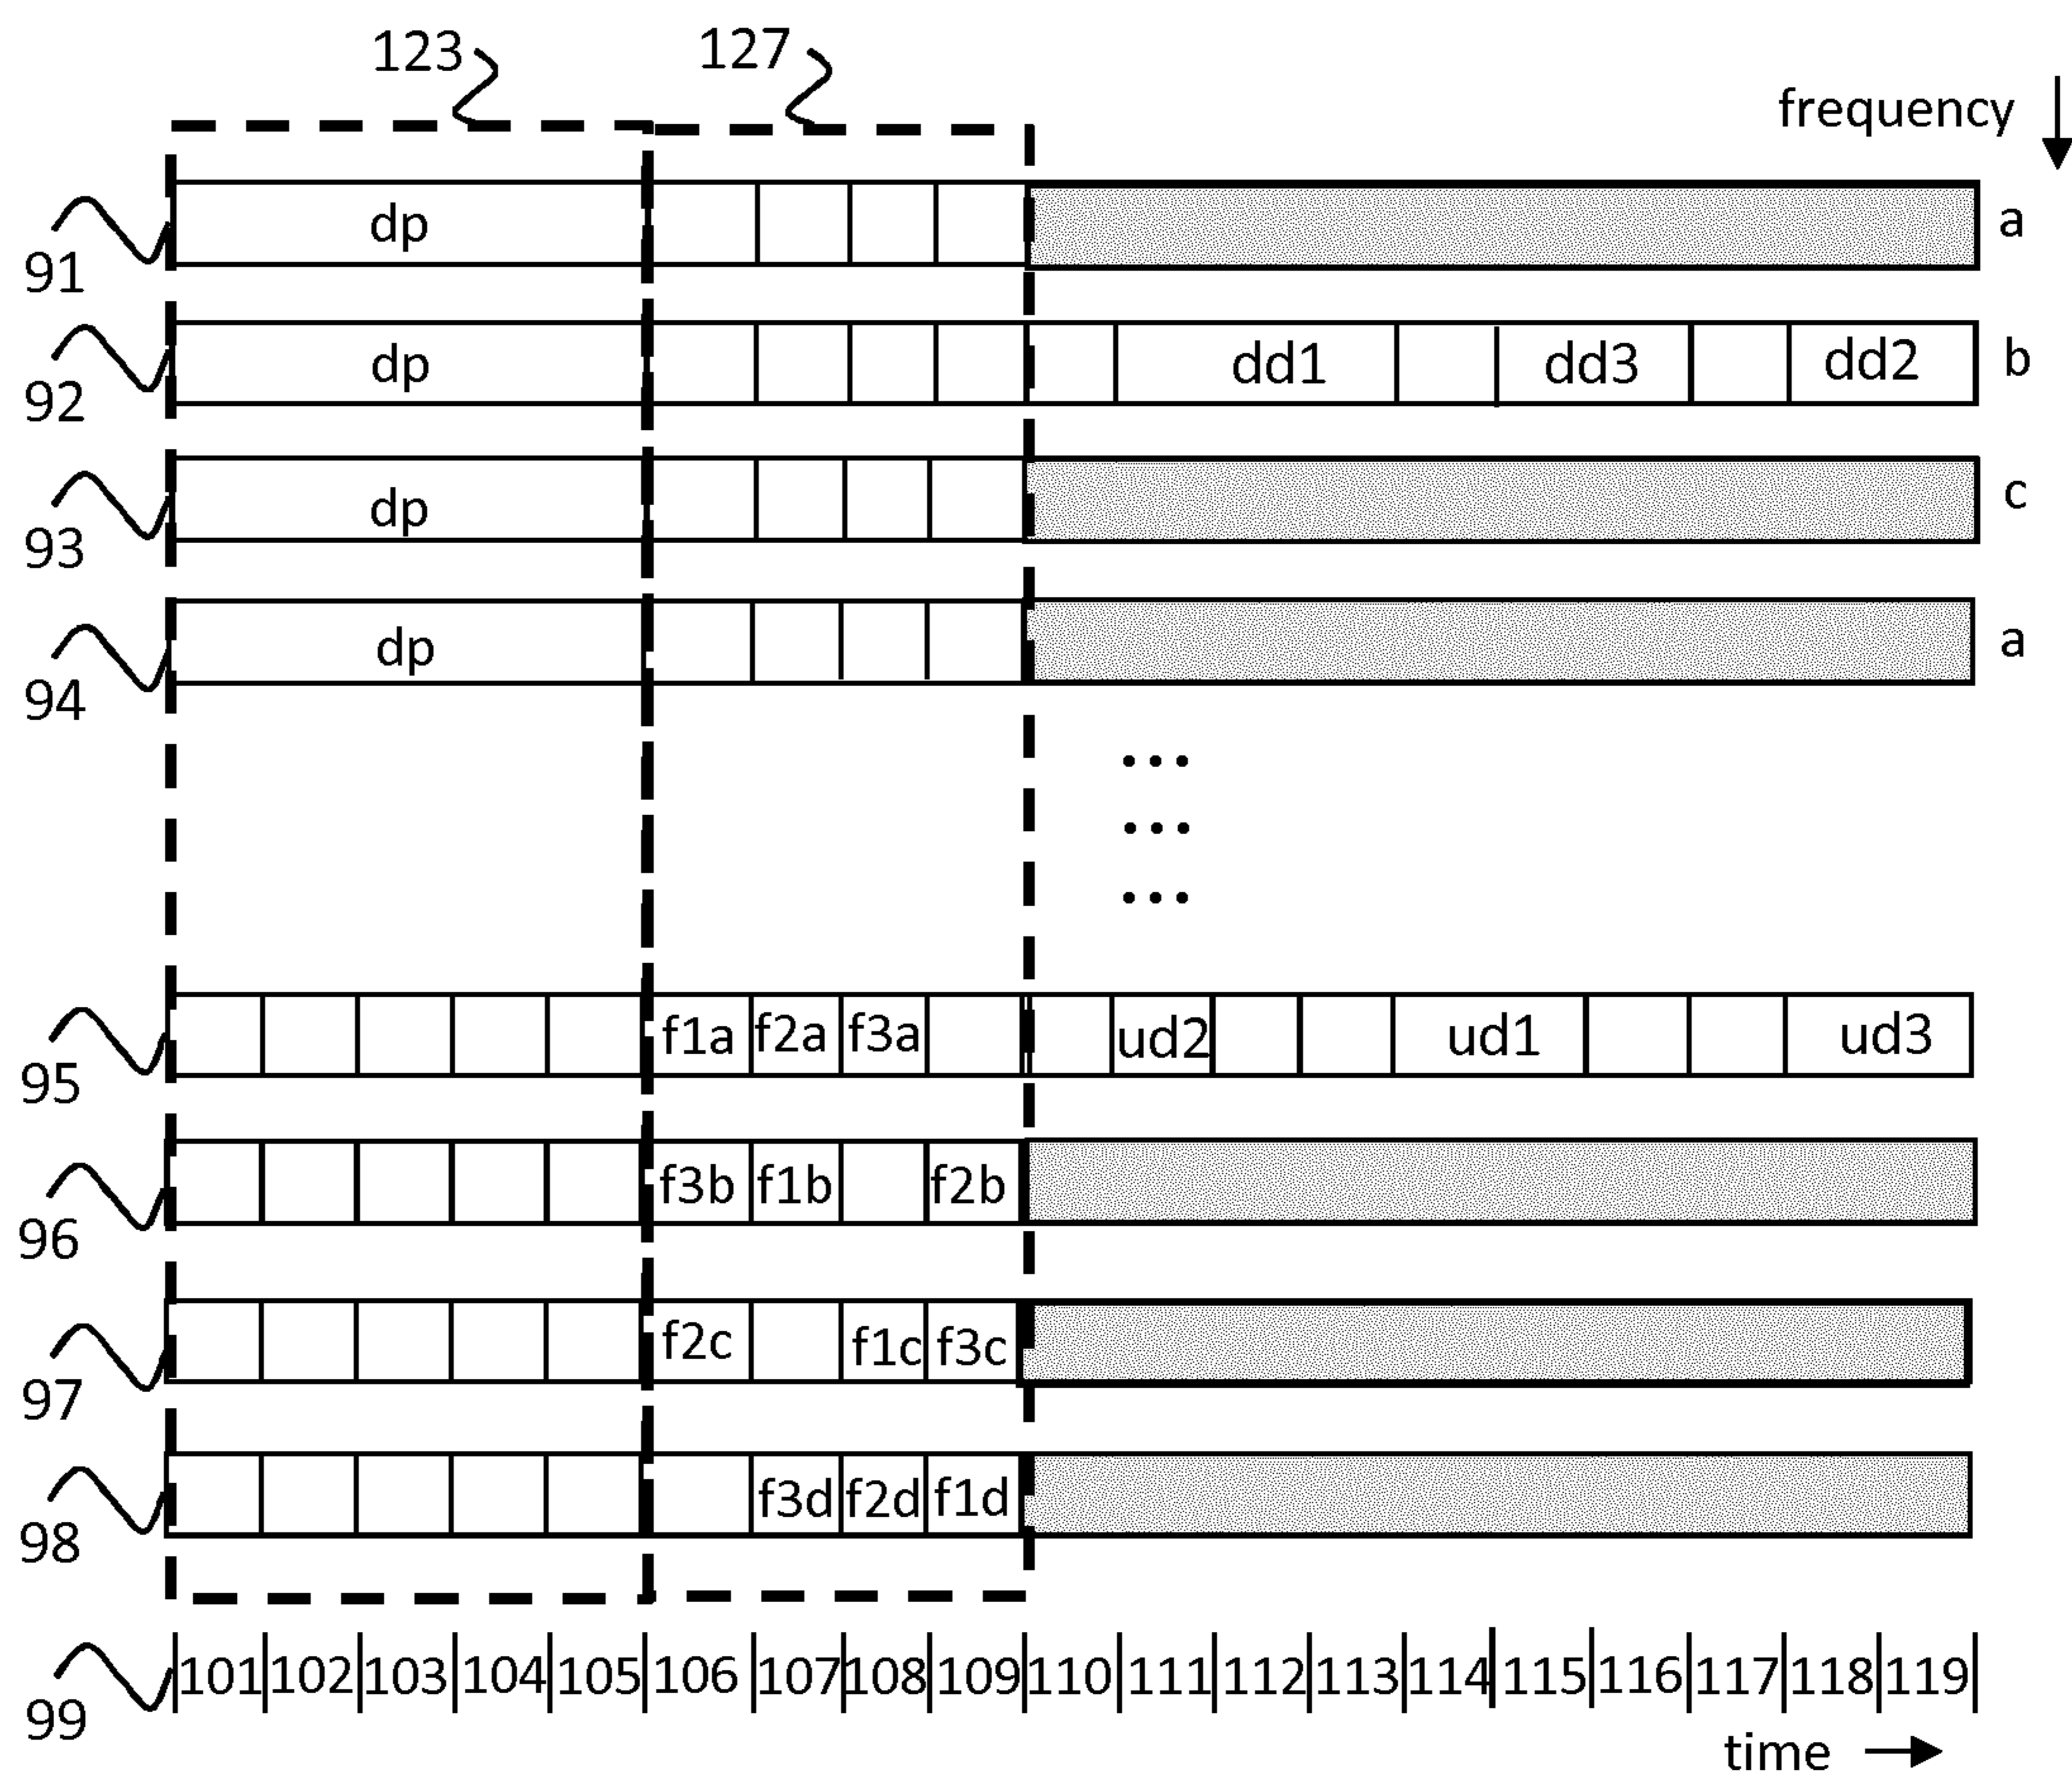 123 127
frequency
91 dp a
92 dp dd1 dd3 dd2 b
93 dp c
94 dp a
...
...
...
95 f1a f2a f3a ud2 ud1 ud3
96 f3b f1b f2b
97 f2c f1c f3c
98 f3d f2d f1d
99 101 102 103 104 105 106 107 108 109 110 111 112 113 114 115 116 117 118 119
time